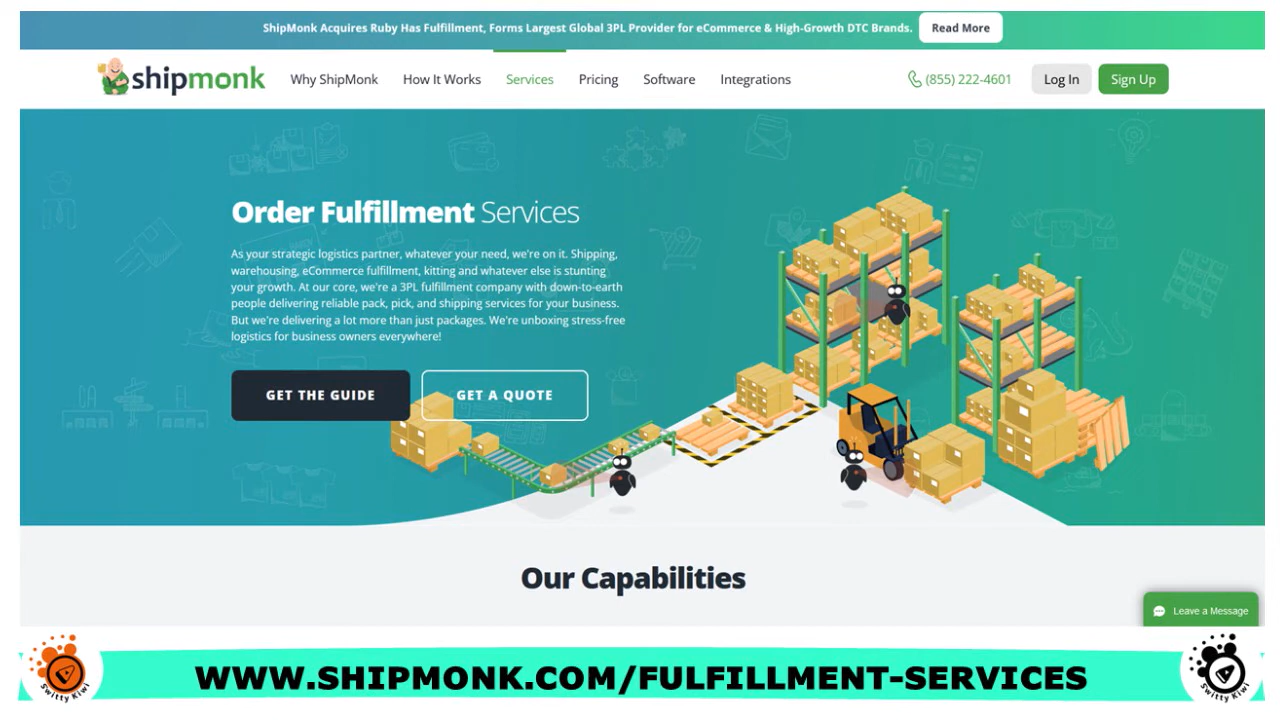 ShipMonk Acquires Ruby Has Fulfillment, Forms Largest Global 3PL Provider for eCommerce & High-Growth DTC Brands. Read More
shipmonk Why ShipMonk How It Works Services Pricing Software Integrations (855) 222-4601 Log In Sign Up
Order Fulfillment Services
As your strategic logistics partner, whatever your need, we're on it. Shipping,
warehousing, eCommerce fulfillment, kitting and whatever else is stunting
your growth. At our core, we're a 3PL fulfillment company with down-to-earth
people delivering reliable pack, pick, and shipping services for your business.
But we're delivering a lot more than just packages. We're unboxing stress-free
logistics for business owners everywhere!
GET THE GUIDE GET A QUOTE
Our Capabilities
Leave a Message
Switty Kiwi WWW.SHIPMONK.COM/FULFILLMENT-SERVICES Switty Kiwi